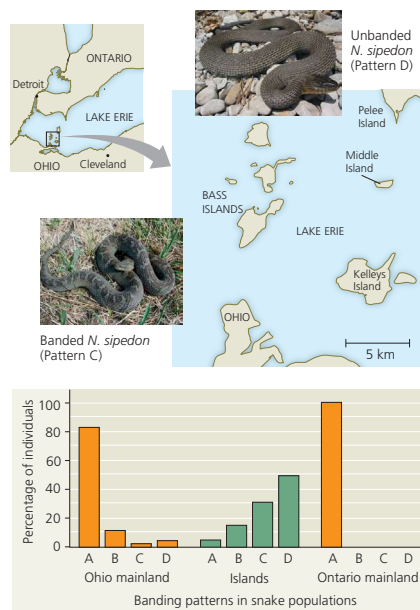 ONTARIO
Detroit
LAKE ERIE
OHIO
Cleveland
Unbanded
N. sipedon
(Pattern D)
Pelee
Island
Middle
Island
BASS
ISLANDS
LAKE ERIE
Kelleys
Island
OHIO
5 km
Banded N. sipedon
(Pattern C)
Percentage of individuals
100
80
60
40
20
0
A B C D A B C D A B C D
Ohio mainland Islands Ontario mainland
Banding patterns in snake populations